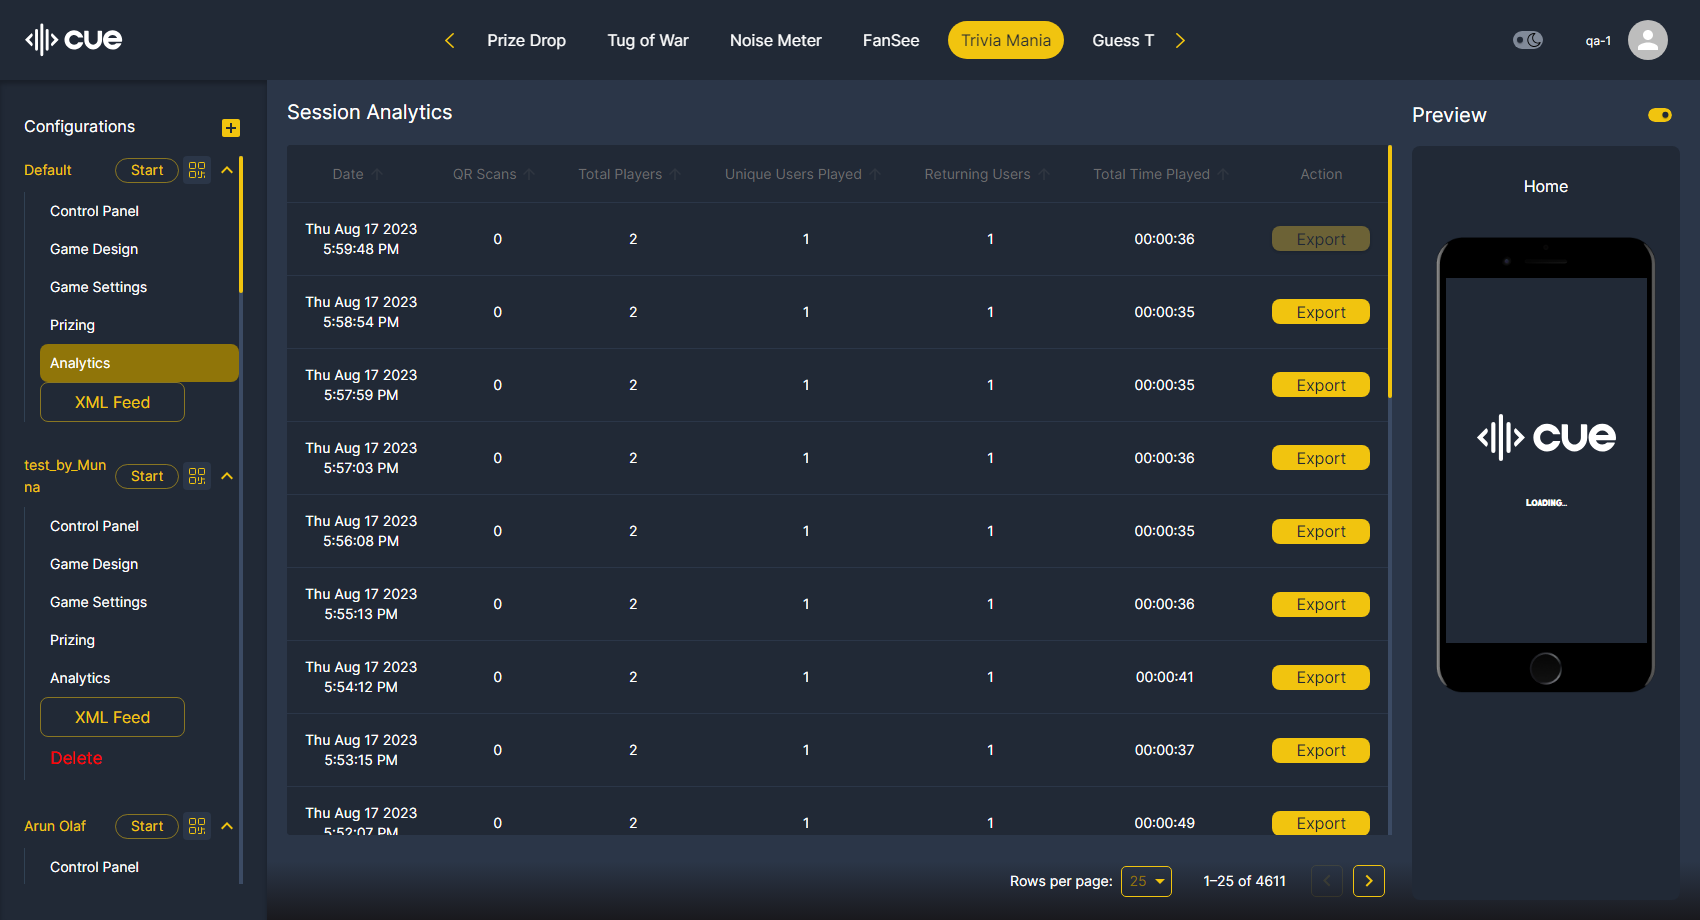 cue
Prize Drop
Tug of War
Noise Meter
FanSee
Trivia Mania
Guess T
qa-1
Configurations
Default
Start
Control Panel
Game Design
Game Settings
Prizing
Analytics
XML Feed
test_by_Mun
na
Start
Control Panel
Game Design
Game Settings
Prizing
Analytics
XML Feed
Delete
Arun Olaf
Start
Control Panel
Session Analytics
Date QR Scans Total Players Unique Users Played Returning Users Total Time Played Action
Thu Aug 17 2023
5:59:48 PM 0 2 1 1 00:00:36 Export
Thu Aug 17 2023
5:58:54 PM 0 2 1 1 00:00:35 Export
Thu Aug 17 2023
5:57:59 PM 0 2 1 1 00:00:35 Export
Thu Aug 17 2023
5:57:03 PM 0 2 1 1 00:00:36 Export
Thu Aug 17 2023
5:56:08 PM 0 2 1 1 00:00:35 Export
Thu Aug 17 2023
5:55:13 PM 0 2 1 1 00:00:36 Export
Thu Aug 17 2023
5:54:12 PM 0 2 1 1 00:00:41 Export
Thu Aug 17 2023
5:53:15 PM 0 2 1 1 00:00:37 Export
Thu Aug 17 2023
5:52:07 PM 0 2 1 1 00:00:49 Export
Rows per page: 25 1–25 of 4611
Preview
Home
cue
LOADING...